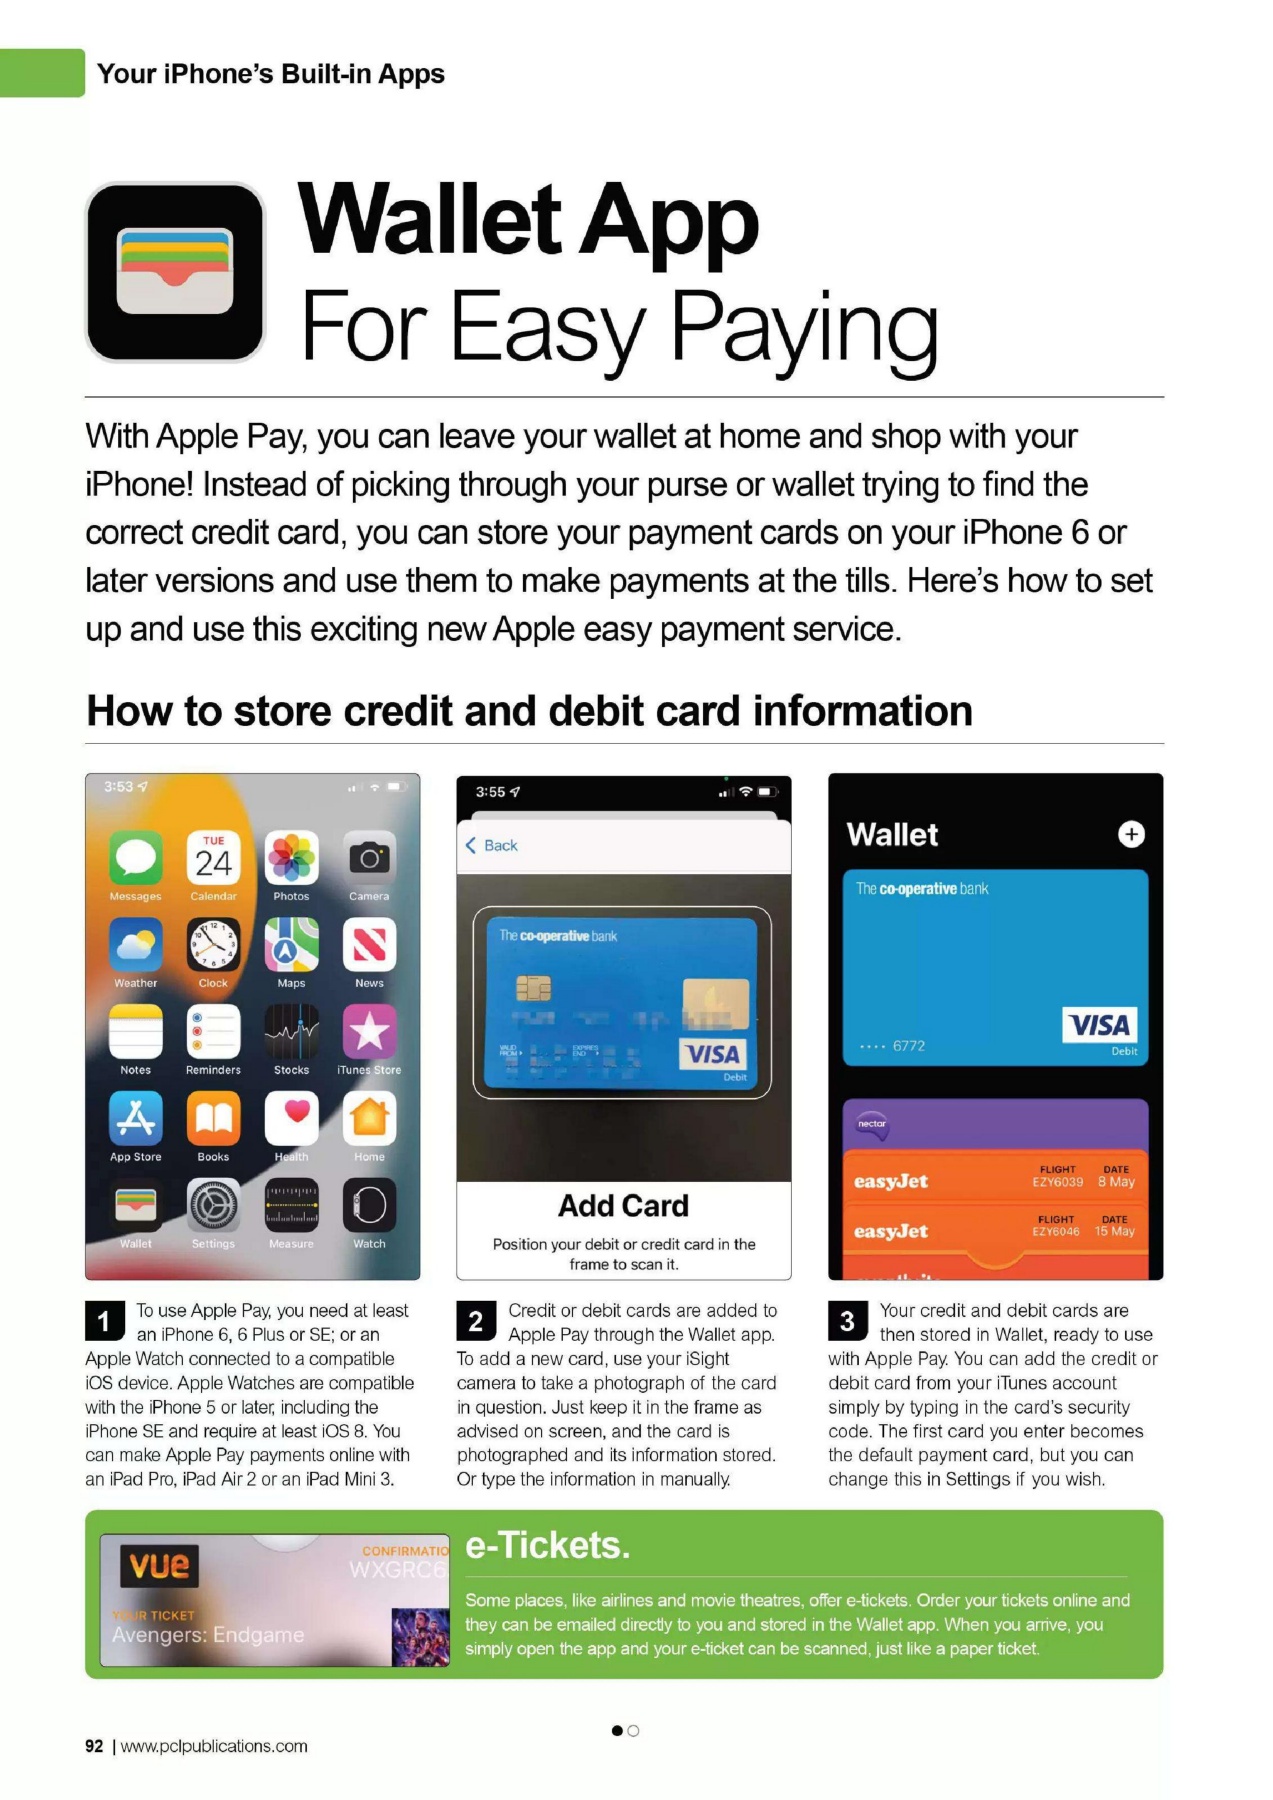 Your iPhone's Built-in Apps
Wallet App
For Easy Paying
With Apple Pay, you can leave your wallet at home and shop with your
iPhone! Instead of picking through your purse or wallet trying to find the
correct credit card, you can store your payment cards on your iPhone 6 or
later versions and use them to make payments at the tills. Here's how to set
up and use this exciting new Apple easy payment service.
How to store credit and debit card information
3:53
Messages
TUE
24
Calendar
Photos
Camera
Weather
Clock
Maps
News
Notes
Reminders
Stocks
iTunes Store
App Store
Books
Health
Home
Wallet
Settings
Measure
Watch
3:55
Back
The co-operative bank
VALID
FROM
EXPIRES
END
VISA
Debit
Add Card
Position your debit or credit card in the
frame to scan it.
Wallet
The co-operative bank
VISA
Debit
•••• 6772
nectar
easyJet
FLIGHT DATE
EZY6039 8 May
easyJet
FLIGHT DATE
EZY6046 15 May
1 To use Apple Pay, you need at least
an iPhone 6, 6 Plus or SE; or an
Apple Watch connected to a compatible
iOS device. Apple Watches are compatible
with the iPhone 5 or later, including the
iPhone SE and require at least iOS 8. You
can make Apple Pay payments online with
an iPad Pro, iPad Air 2 or an iPad Mini 3.
2 Credit or debit cards are added to
Apple Pay through the Wallet app.
To add a new card, use your iSight
camera to take a photograph of the card
in question. Just keep it in the frame as
advised on screen, and the card is
photographed and its information stored.
Or type the information in manually.
3 Your credit and debit cards are
then stored in Wallet, ready to use
with Apple Pay. You can add the credit or
debit card from your iTunes account
simply by typing in the card's security
code. The first card you enter becomes
the default payment card, but you can
change this in Settings if you wish.
vue
CONFIRMATIO
WXGRC6
YOUR TICKET
Avengers: Endgame
e-Tickets.
Some places, like airlines and movie theatres, offer e-tickets. Order your tickets online and
they can be emailed directly to you and stored in the Wallet app. When you arrive, you
simply open the app and your e-ticket can be scanned, just like a paper ticket.
92 | www.pclpublications.com